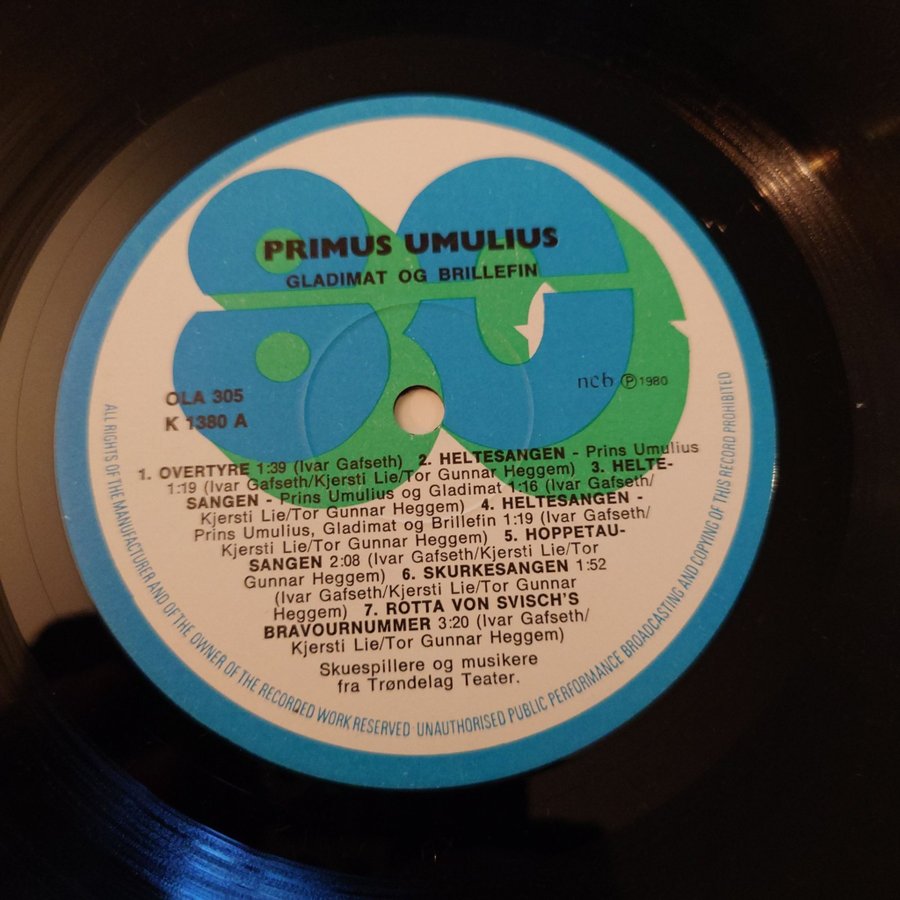 PRIMUS UMULIUS
GLADIMAT OG BRILLEFIN
ncb Ⓟ 1980
OLA 305
K 1380 A
1. OVERTYRE 1:39 (Ivar Gafseth) 2. HELTESANGEN - Prins Umulius
1:19 (Ivar Gafseth/Kjersti Lie/Tor Gunnar Heggem) 3. HELTE-
SANGEN - Prins Umulius og Gladimat 1:16 (Ivar Gafseth/
Kjersti Lie/Tor Gunnar Heggem) 4. HELTESANGEN -
Prins Umulius, Gladimat og Brillefin 1:19 (Ivar Gafseth/
Kjersti Lie/Tor Gunnar Heggem) 5. HOPPETAU-
SANGEN 2:08 (Ivar Gafseth/Kjersti Lie/Tor
Gunnar Heggem) 6. SKURKESANGEN 1:52
(Ivar Gafseth/Kjersti Lie/Tor Gunnar
Heggem) 7. ROTTA VON SVISCH'S
BRAVOURNUMMER 3:20 (Ivar Gafseth/
Kjersti Lie/Tor Gunnar Heggem)
Skuespillere og musikere
fra Trøndelag Teater.
ALL RIGHTS OF THE MANUFACTURER AND OF THE OWNER OF THE RECORDED WORK RESERVED · UNAUTHORISED PUBLIC PERFORMANCE BROADCASTING AND COPYING OF THIS RECORD PROHIBITED